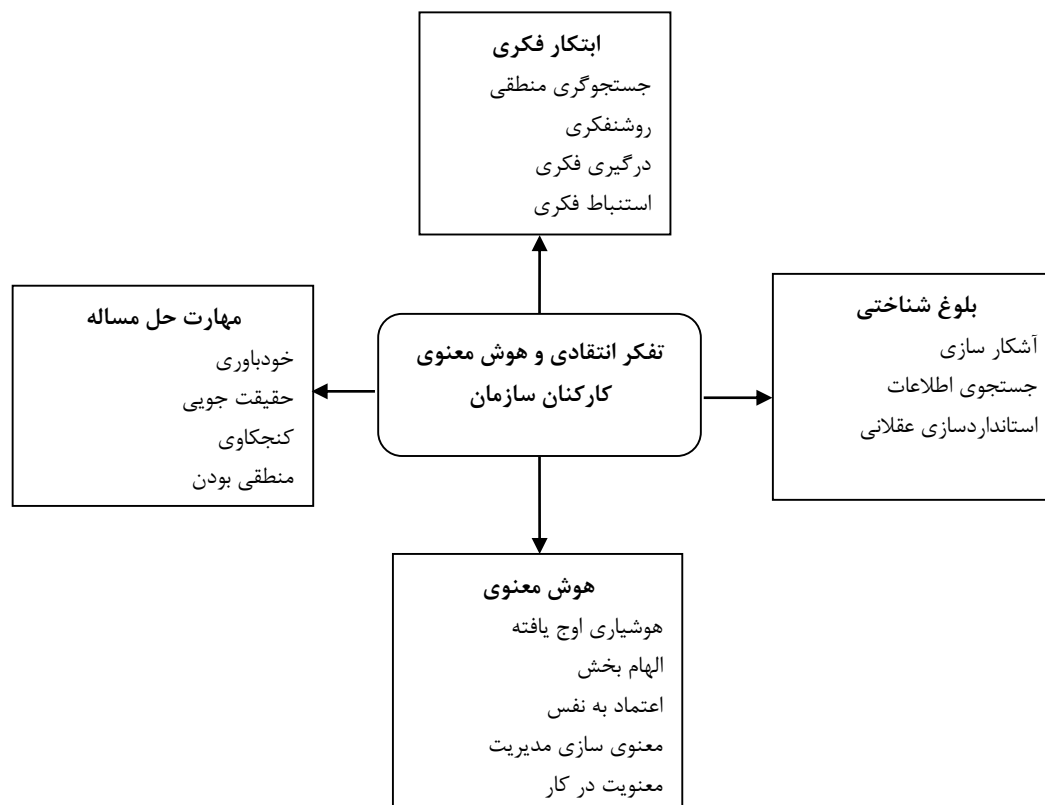 ابتکار فکری
جستجوگری منطقی
روشنفکری
درگیری فکری
استنباط فکری
بلوغ شناختی
آشکار سازی
جستجوی اطلاعات
استانداردسازی عقلانی
تفکر انتقادی و هوش معنوی
کارکنان سازمان
مهارت حل مساله
خودباوری
حقیقت جویی
کنجکاوی
منطقی بودن
هوش معنوی
هوشیاری اوج یافته
الهام بخش
اعتماد به نفس
معنوی سازی مدیریت
معنویت در کار